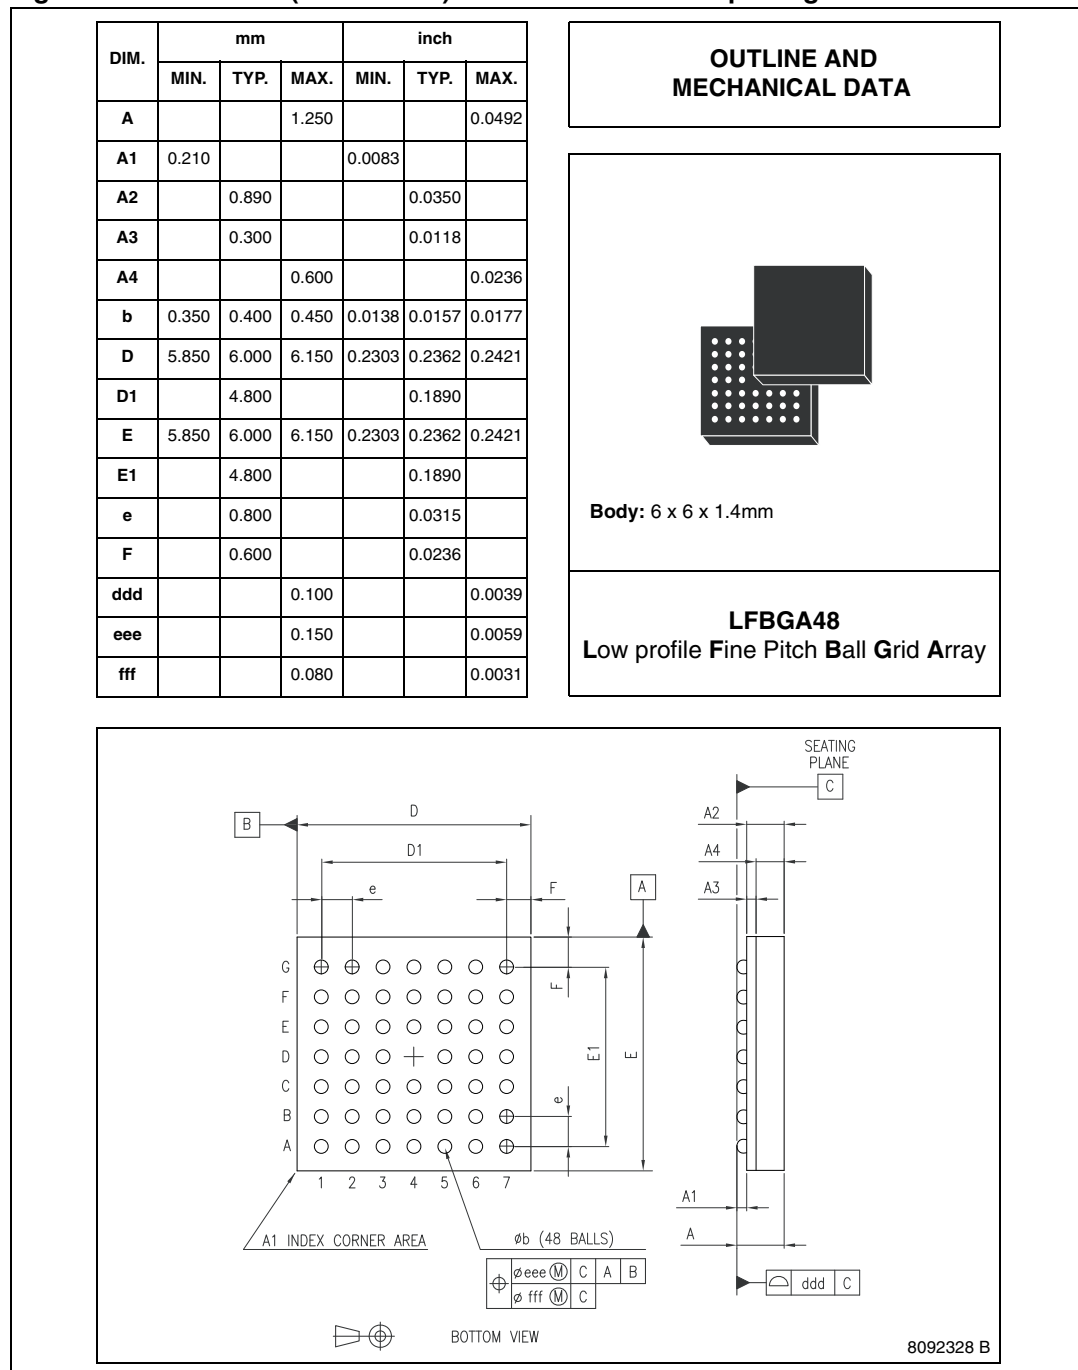 DIM. mm inch
MIN. TYP. MAX. MIN. TYP. MAX.
A 1.250 0.0492
A1 0.210 0.0083
A2 0.890 0.0350
A3 0.300 0.0118
A4 0.600 0.0236
b 0.350 0.400 0.450 0.0138 0.0157 0.0177
D 5.850 6.000 6.150 0.2303 0.2362 0.2421
D1 4.800 0.1890
E 5.850 6.000 6.150 0.2303 0.2362 0.2421
E1 4.800 0.1890
e 0.800 0.0315
F 0.600 0.0236
ddd 0.100 0.0039
eee 0.150 0.0059
fff 0.080 0.0031
OUTLINE AND
MECHANICAL DATA
Body: 6 x 6 x 1.4mm
LFBGA48
Low profile Fine Pitch Ball Grid Array
SEATING
PLANE
C
B
D
D1
e
F
A
A2
A4
A3
G
F
E
D
C
B
A
F
E1
E
e
1 2 3 4 5 6 7
A1
A
A1 INDEX CORNER AREA
øb (48 BALLS)
øeee Ⓜ C A B
ø fff Ⓜ C
ddd C
BOTTOM VIEW
8092328 B